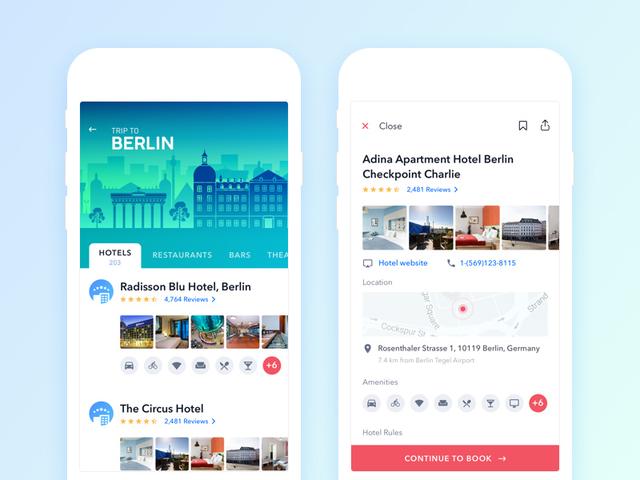 TRIP TO
BERLIN
HOTELS
203
RESTAURANTS
BARS
THEA
Radisson Blu Hotel, Berlin
4,764 Reviews
+6
The Circus Hotel
2,481 Reviews
Close
Adina Apartment Hotel Berlin
Checkpoint Charlie
2,481 Reviews
Hotel website
1-(569)123-8115
Location
gar Square
Strand
Cockspur St
Rosenthaler Strasse 1, 10119 Berlin, Germany
7.4 km from Berlin Tegel Airport
Amenities
+6
Hotel Rules
CONTINUE TO BOOK